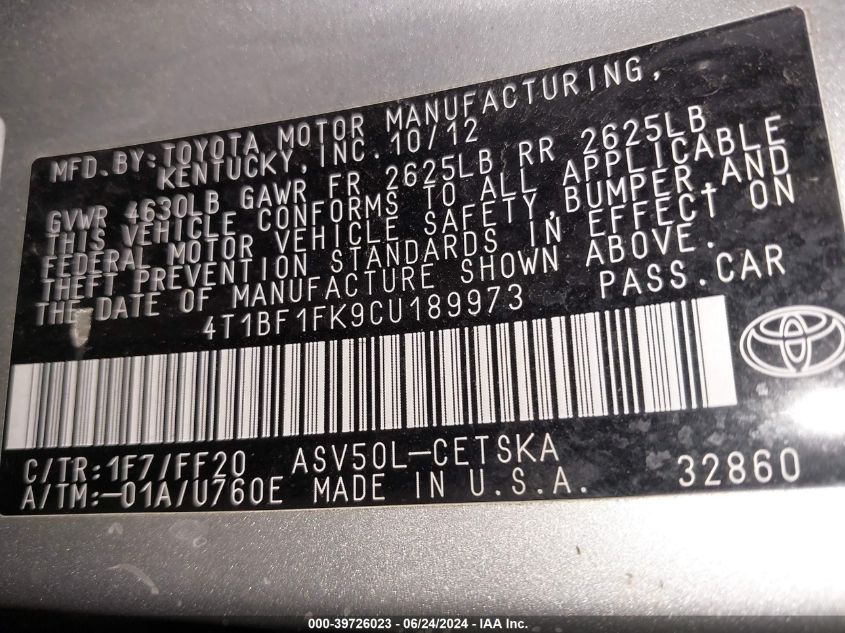 MFD.BY:TOYOTA MOTOR MANUFACTURING,
KENTUCKY,INC.10/12
GVWR 4630LB GAWR FR 2625LB RR 2625LB
THIS VEHICLE CONFORMS TO ALL APPLICABLE
FEDERAL MOTOR VEHICLE SAFETY,BUMPER,AND
THEFT PREVENTION STANDARDS IN EFFECT ON
THE DATE OF MANUFACTURE SHOWN ABOVE.
4T1BF1FK9CU189973 PASS.CAR
C/TR:1F7/FF20 ASV50L-CETSKA
A/TM:-01A/U760E MADE IN U.S.A. 32860
000-39726023 - 06/24/2024 - IAA Inc.